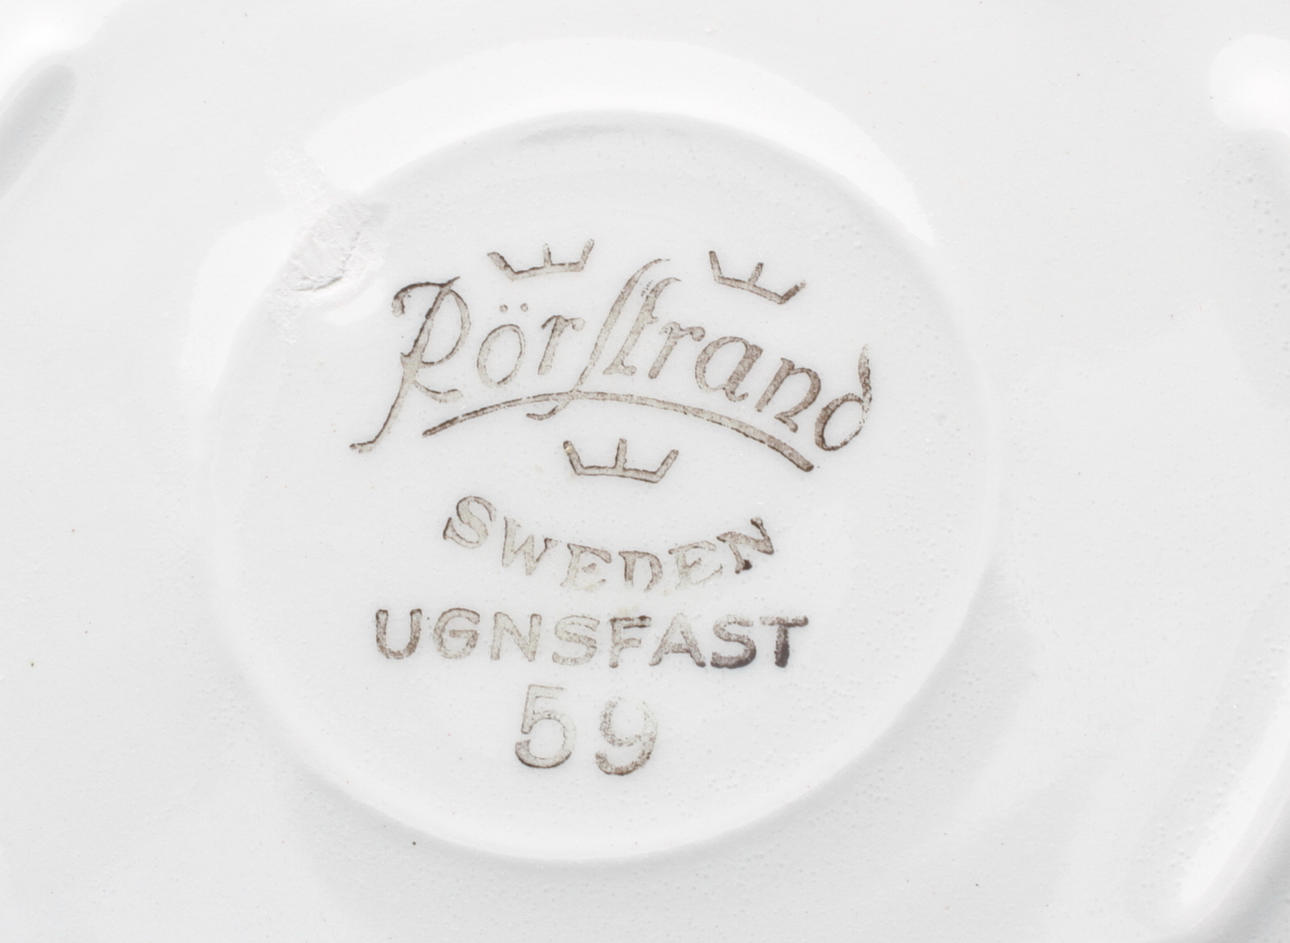 Rörstrand
SWEDEN
UGNSFAST
59